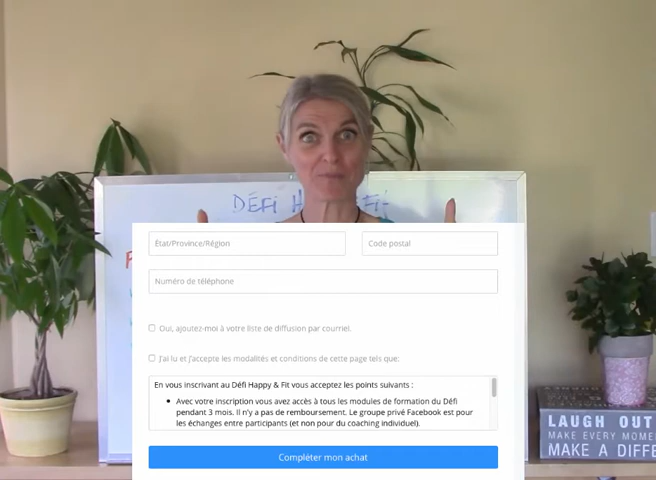 DÉFi H
État/Province/Région
Code postal
Numéro de téléphone
Oui, ajoutez-moi à votre liste de diffusion par courriel.
J'ai lu et j'accepte les modalités et conditions de cette page tels que:
En vous inscrivant au Défi Happy & Fit vous acceptez les points suivants :
• Avec votre inscription vous avez accès à tous les modules de formation du Défi
pendant 3 mois. Il n'y a pas de remboursement. Le groupe privé Facebook est pour
les échanges entre participants (et non pour du coaching individuel).
Complèter mon achat
LAUGH OUT
MAKE EVERY MOME
MAKE A DIFFE